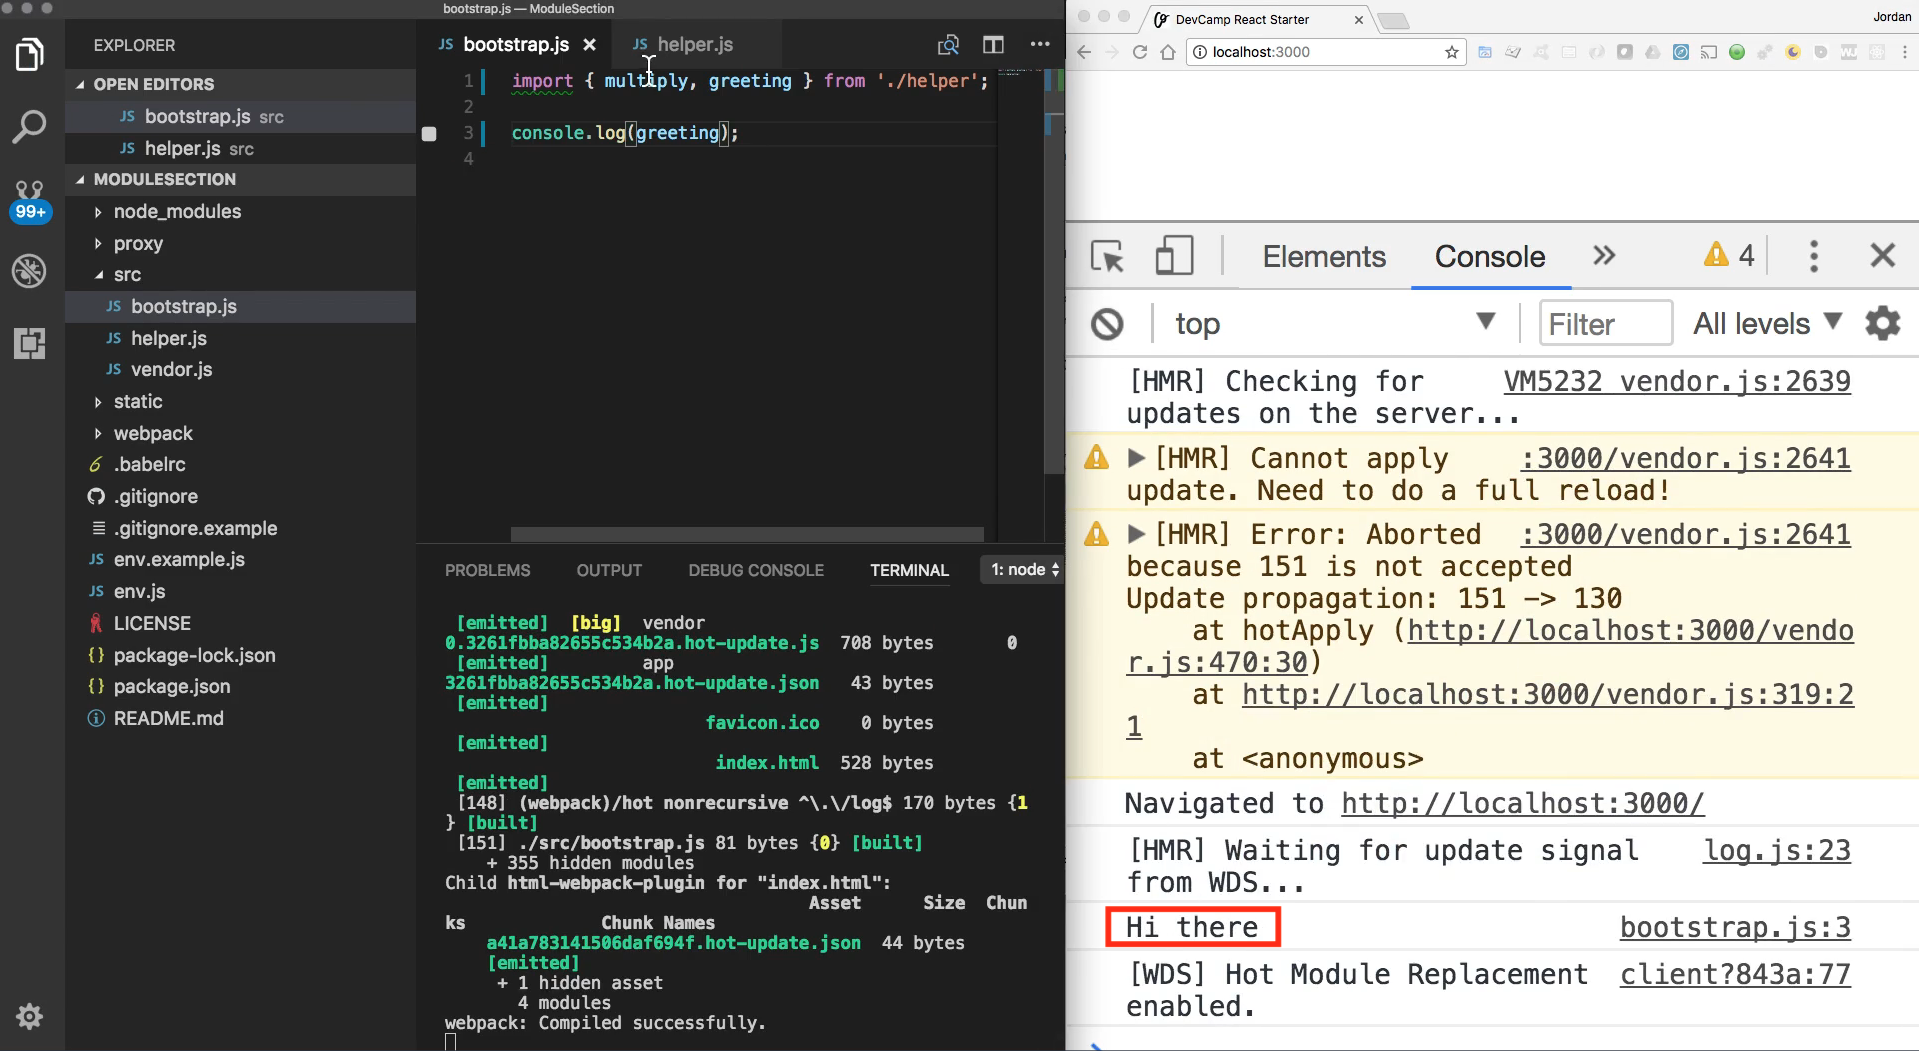 bootstrap.js — ModuleSection
EXPLORER
OPEN EDITORS
JS bootstrap.js src
JS helper.js src
MODULESECTION
node_modules
proxy
src
JS bootstrap.js
JS helper.js
JS vendor.js
static
webpack
.babelrc
.gitignore
.gitignore.example
JS env.example.js
JS env.js
LICENSE
{} package-lock.json
{} package.json
README.md
99+
JS bootstrap.js × JS helper.js
1 import { multiply, greeting } from './helper';
2
3 console.log(greeting);
4
PROBLEMS OUTPUT DEBUG CONSOLE TERMINAL 1: node
[emitted] [big] vendor
0.3261fbba82655c534b2a.hot-update.js 708 bytes 0
[emitted] app
3261fbba82655c534b2a.hot-update.json 43 bytes
[emitted]
favicon.ico 0 bytes
[emitted]
index.html 528 bytes
[emitted]
[148] (webpack)/hot nonrecursive ^\.\/log$ 170 bytes {1
} [built]
[151] ./src/bootstrap.js 81 bytes {0} [built]
+ 355 hidden modules
Child html-webpack-plugin for "index.html":
Asset Size Chun
ks Chunk Names
a41a783141506daf694f.hot-update.json 44 bytes
[emitted]
+ 1 hidden asset
4 modules
webpack: Compiled successfully.
DevCamp React Starter × Jordan
localhost:3000
Elements Console 4
top Filter All levels
[HMR] Checking for VM5232 vendor.js:2639
updates on the server...
[HMR] Cannot apply :3000/vendor.js:2641
update. Need to do a full reload!
[HMR] Error: Aborted :3000/vendor.js:2641
because 151 is not accepted
Update propagation: 151 -> 130
at hotApply (http://localhost:3000/vendo
r.js:470:30)
at http://localhost:3000/vendor.js:319:2
1
at <anonymous>
Navigated to http://localhost:3000/
[HMR] Waiting for update signal log.js:23
from WDS...
Hi there bootstrap.js:3
[WDS] Hot Module Replacement client?843a:77
enabled.